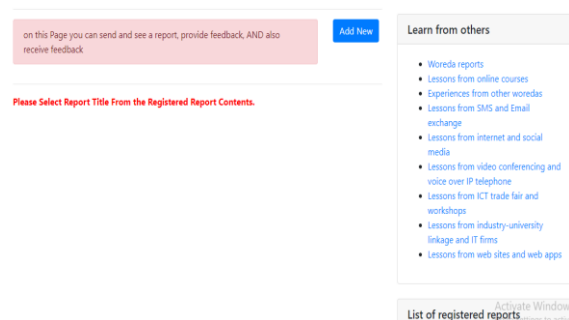 on this Page you can send and see a report, provide feedback, AND also
receive feedback
Add New
Please Select Report Title From the Registered Report Contents.
Learn from others
Woreda reports
Lessons from online courses
Experiences from other woredas
Lessons from SMS and Email
exchange
Lessons from internet and social
media
Lessons from video conferencing and
voice over IP telephone
Lessons from ICT trade fair and
workshops
Lessons from industry-university
linkage and IT firms
Lessons from web sites and web apps
Activate Window
List of registered reports